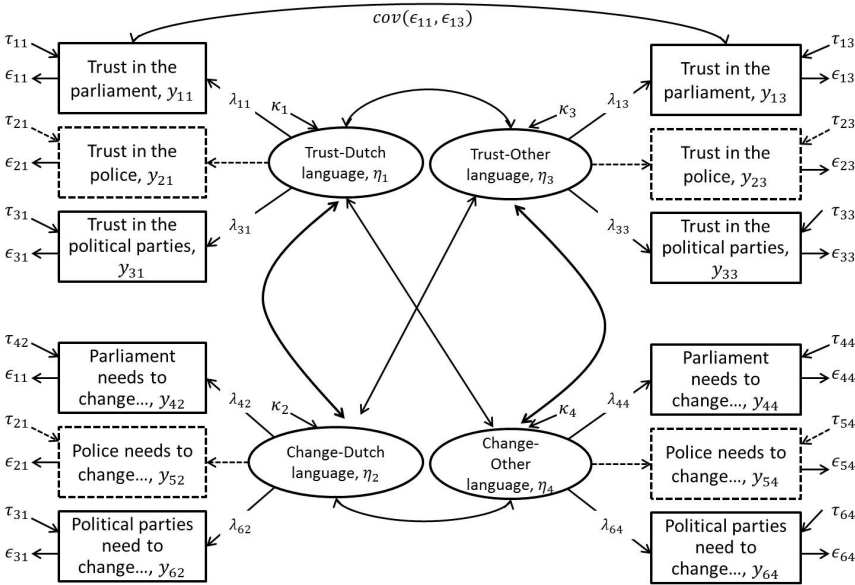 cov(ϵ₁₁, ϵ₁₃)
τ₁₁
ϵ₁₁
Trust in the
parliament, y₁₁
λ₁₁
κ₁
τ₂₁
ϵ₂₁
Trust in the
police, y₂₁
τ₃₁
ϵ₃₁
Trust in the
political parties,
y₃₁
λ₃₁
Trust-Dutch
language, η₁
Trust-Other
language, η₃
κ₃
λ₁₃
Trust in the
parliament, y₁₃
τ₁₃
ϵ₁₃
Trust in the
police, y₂₃
τ₂₃
ϵ₂₃
λ₃₃
Trust in the
political parties,
y₃₃
τ₃₃
ϵ₃₃
τ₄₂
ϵ₁₁
Parliament
needs to
change…, y₄₂
λ₄₂
κ₂
τ₂₁
ϵ₂₁
Police needs to
change…, y₅₂
τ₃₁
ϵ₃₁
Political parties
need to
change…, y₆₂
λ₆₂
Change-Dutch
language, η₂
Change-
Other
language, η₄
κ₄
λ₄₄
Parliament
needs to
change…, y₄₄
τ₄₄
ϵ₄₄
Police needs to
change…, y₅₄
τ₅₄
ϵ₅₄
λ₆₄
Political parties
need to
change…, y₆₄
τ₆₄
ϵ₆₄